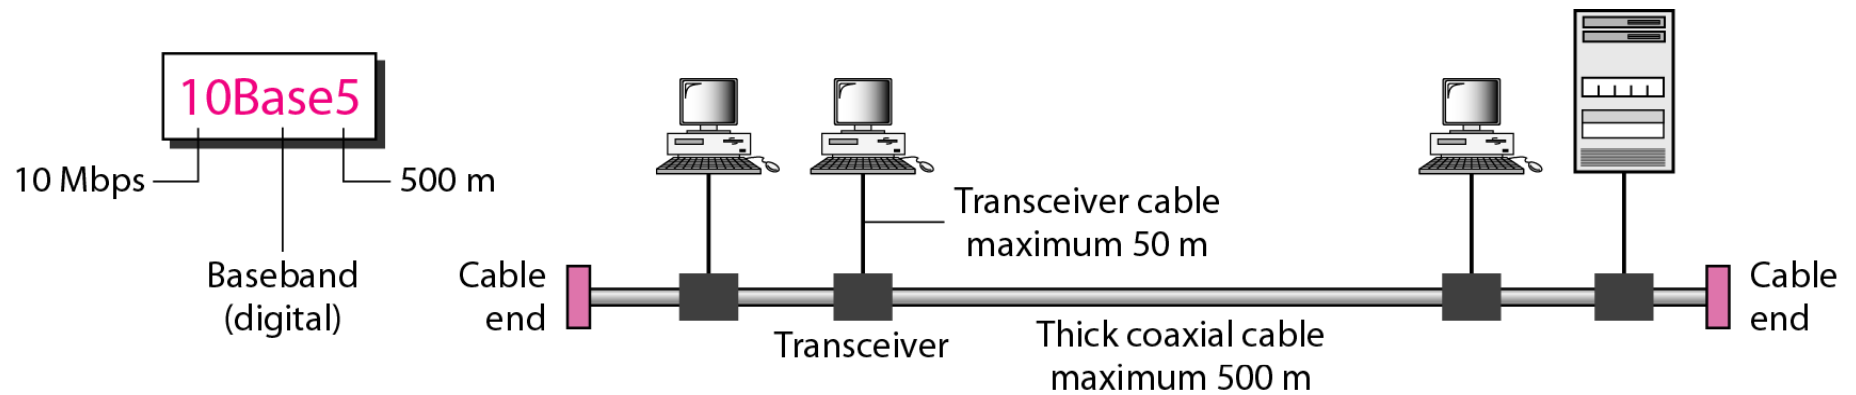 10Base5
10 Mbps
500 m
Baseband
(digital)
Cable
end
Transceiver cable
maximum 50 m
Transceiver
Thick coaxial cable
maximum 500 m
Cable
end